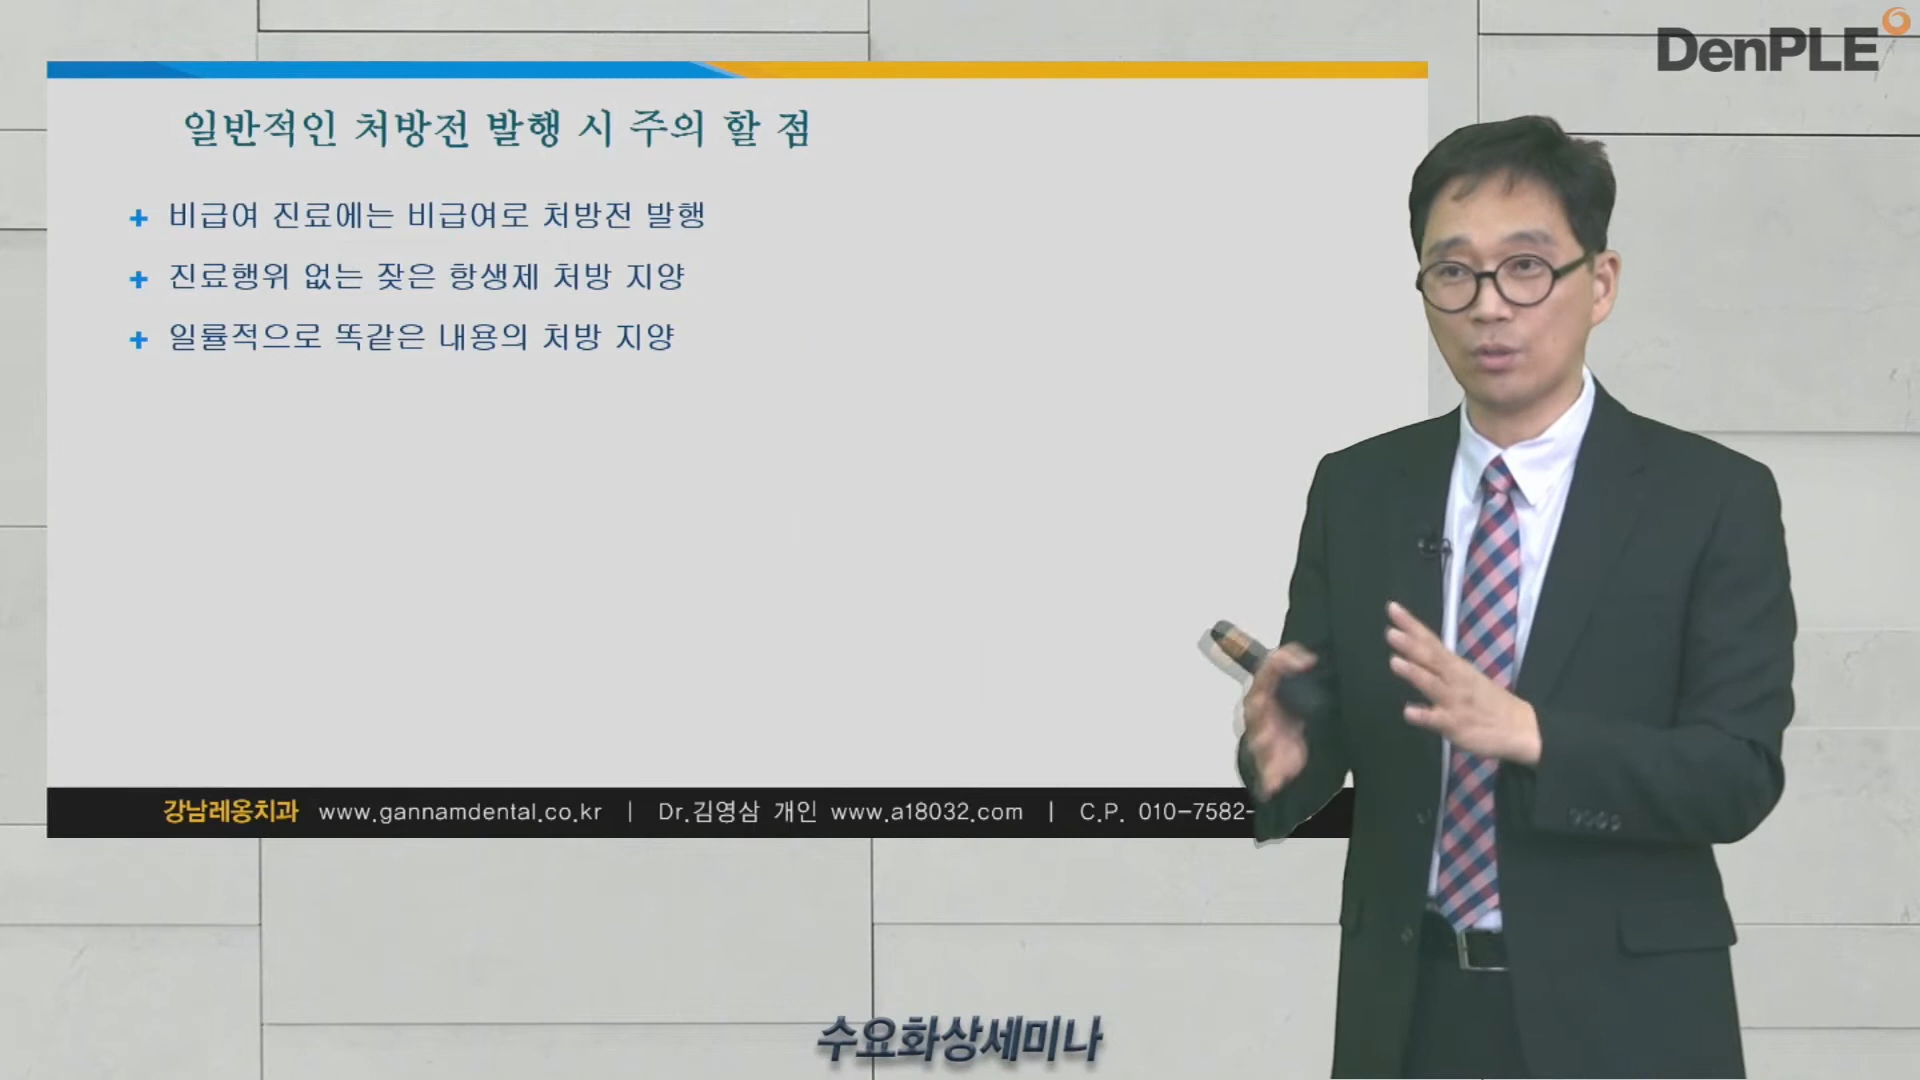 DenPLE
일반적인 처방전 발행 시 주의 할 점
+ 비급여 진료에는 비급여로 처방전 발행
+ 진료행위 없는 잦은 항생제 처방 지양
+ 일률적으로 똑같은 내용의 처방 지양
강남레옹치과 www.gannamdental.co.kr | Dr.김영삼 개인 www.a18032.com | C.P. 010-7582-
수요화상세미나